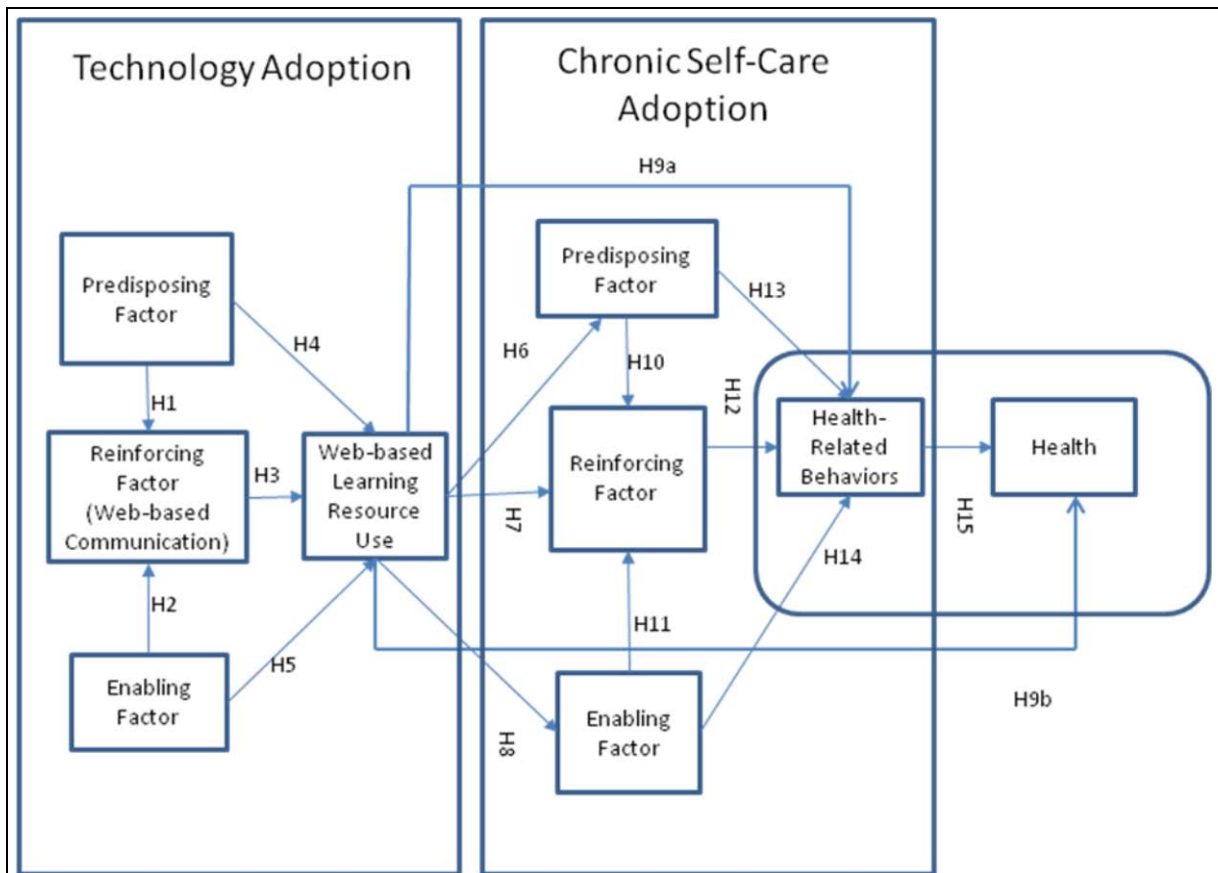 Technology Adoption
Chronic Self-Care
Adoption
H9a
Predisposing
Factor
H4
H1
Reinforcing
Factor
(Web-based
Communication)
H3
H2
Enabling
Factor
H5
Web-based
Learning
Resource
Use
H6
H7
H8
Predisposing
Factor
H13
H10
H12
Reinforcing
Factor
H11
Enabling
Factor
H14
Health-
Related
Behaviors
H15
Health
H9b